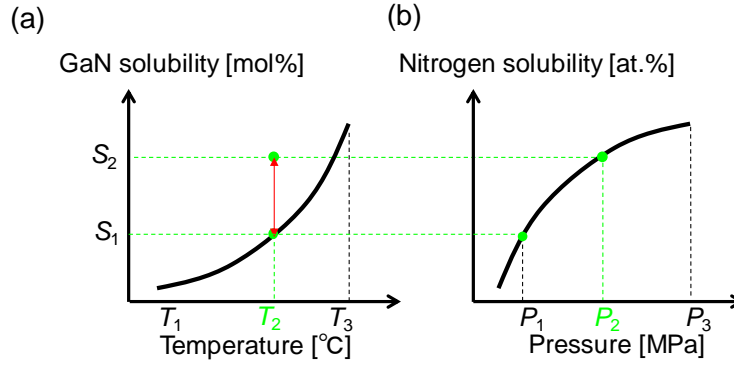 (a)
GaN solubility [mol%]
S₂
S₁
T₁
T₂
T₃
Temperature [°C]
(b)
Nitrogen solubility [at.%]
P₁
P₂
P₃
Pressure [MPa]